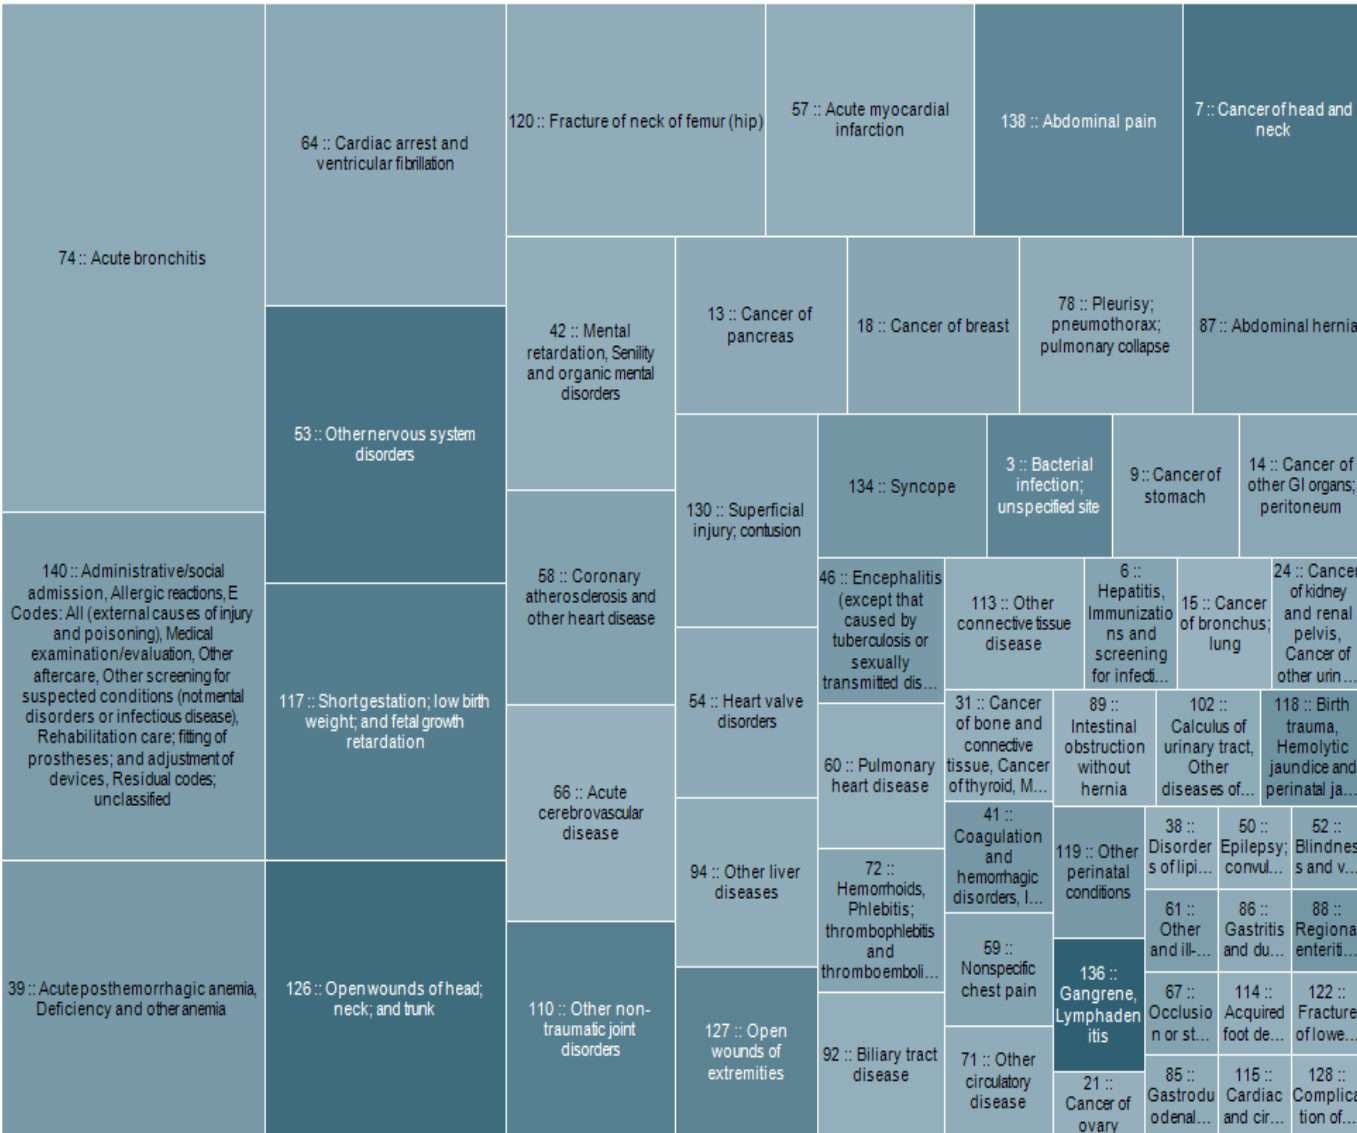 74 :: Acute bronchitis
140 :: Administrative/social
admission, Allergic reactions, E
Codes: All (external causes of injury
and poisoning), Medical
examination/evaluation, Other
aftercare, Other screening for
suspected conditions (not mental
disorders or infectious disease),
Rehabilitation care; fitting of
prostheses; and adjustment of
devices, Residual codes;
unclassified
39 :: Acute posthemorrhagic anemia,
Deficiency and other anemia
64 :: Cardiac arrest and
ventricular fibrillation
53 :: Other nervous system
disorders
117 :: Short gestation; low birth
weight; and fetal growth
retardation
126 :: Open wounds of head;
neck; and trunk
120 :: Fracture of neck of femur (hip)
57 :: Acute myocardial
infarction
138 :: Abdominal pain
7 :: Cancer of head and
neck
42 :: Mental
retardation, Senility
and organic mental
disorders
58 :: Coronary
atherosclerosis and
other heart disease
66 :: Acute
cerebrovascular
disease
110 :: Other non-
traumatic joint
disorders
13 :: Cancer of
pancreas
18 :: Cancer of breast
78 :: Pleurisy;
pneumothorax;
pulmonary collapse
87 :: Abdominal hernia
130 :: Superficial
injury; contusion
54 :: Heart valve
disorders
94 :: Other liver
diseases
127 :: Open
wounds of
extremities
134 :: Syncope
3 :: Bacterial
infection;
unspecified site
9 :: Cancer of
stomach
14 :: Cancer of
other GI organs;
peritoneum
46 :: Encephalitis
(except that
caused by
tuberculosis or
sexually
transmitted dis...
60 :: Pulmonary
heart disease
72 ::
Hemorrhoids,
Phlebitis;
thrombophlebitis
and
thromboemboli...
92 :: Biliary tract
disease
113 :: Other
connective tissue
disease
6 ::
Hepatitis,
Immunizatio
ns and
screening
for infecti...
15 :: Cancer
of bronchus;
lung
24 :: Cancer
of kidney
and renal
pelvis,
Cancer of
other urin...
31 :: Cancer
of bone and
connective
tissue, Cancer
of thyroid, M...
89 ::
Intestinal
obstruction
without
hernia
102 ::
Calculus of
urinary tract,
Other
diseases of...
118 :: Birth
trauma,
Hemolytic
jaundice and
perinatal ja...
41 ::
Coagulation
and
hemorrhagic
disorders, I...
59 ::
Nonspecific
chest pain
71 :: Other
circulatory
disease
119 :: Other
perinatal
conditions
136 ::
Gangrene,
Lymphaden
itis
21 ::
Cancer of
ovary
38 ::
Disorder
s of lipi...
50 ::
Epilepsy;
convul...
52 ::
Blindnes
s and v...
61 ::
Other
and ill-...
86 ::
Gastritis
and du...
88 ::
Regiona
enteriti...
67 ::
Occlusio
n or st...
114 ::
Acquired
foot de...
122 ::
Fracture
of lowe...
85 ::
Gastrodu
odenal...
115 ::
Cardiac
and cir...
128 ::
Complica
tion of...